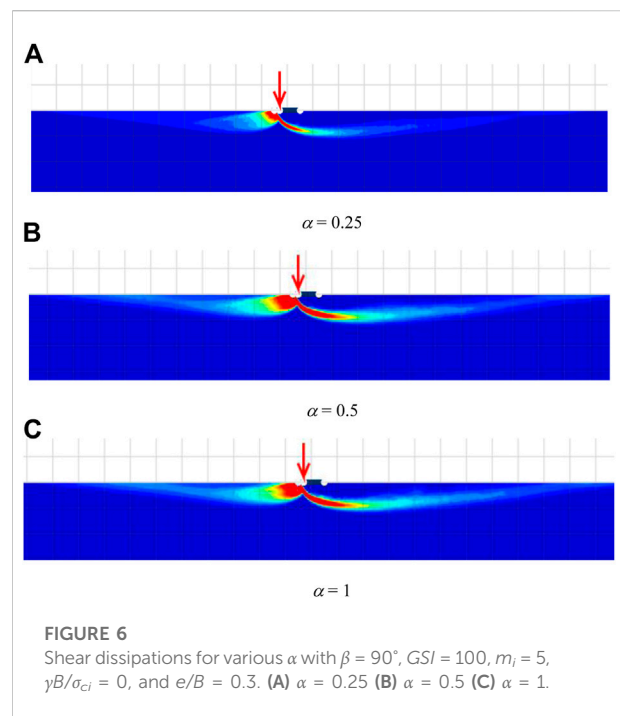 A
α = 0.25
B
α = 0.5
C
α = 1
FIGURE 6
Shear dissipations for various α with β = 90°, GSI = 100, mᵢ = 5,
γB/σ_ci = 0, and e/B = 0.3. (A) α = 0.25 (B) α = 0.5 (C) α = 1.